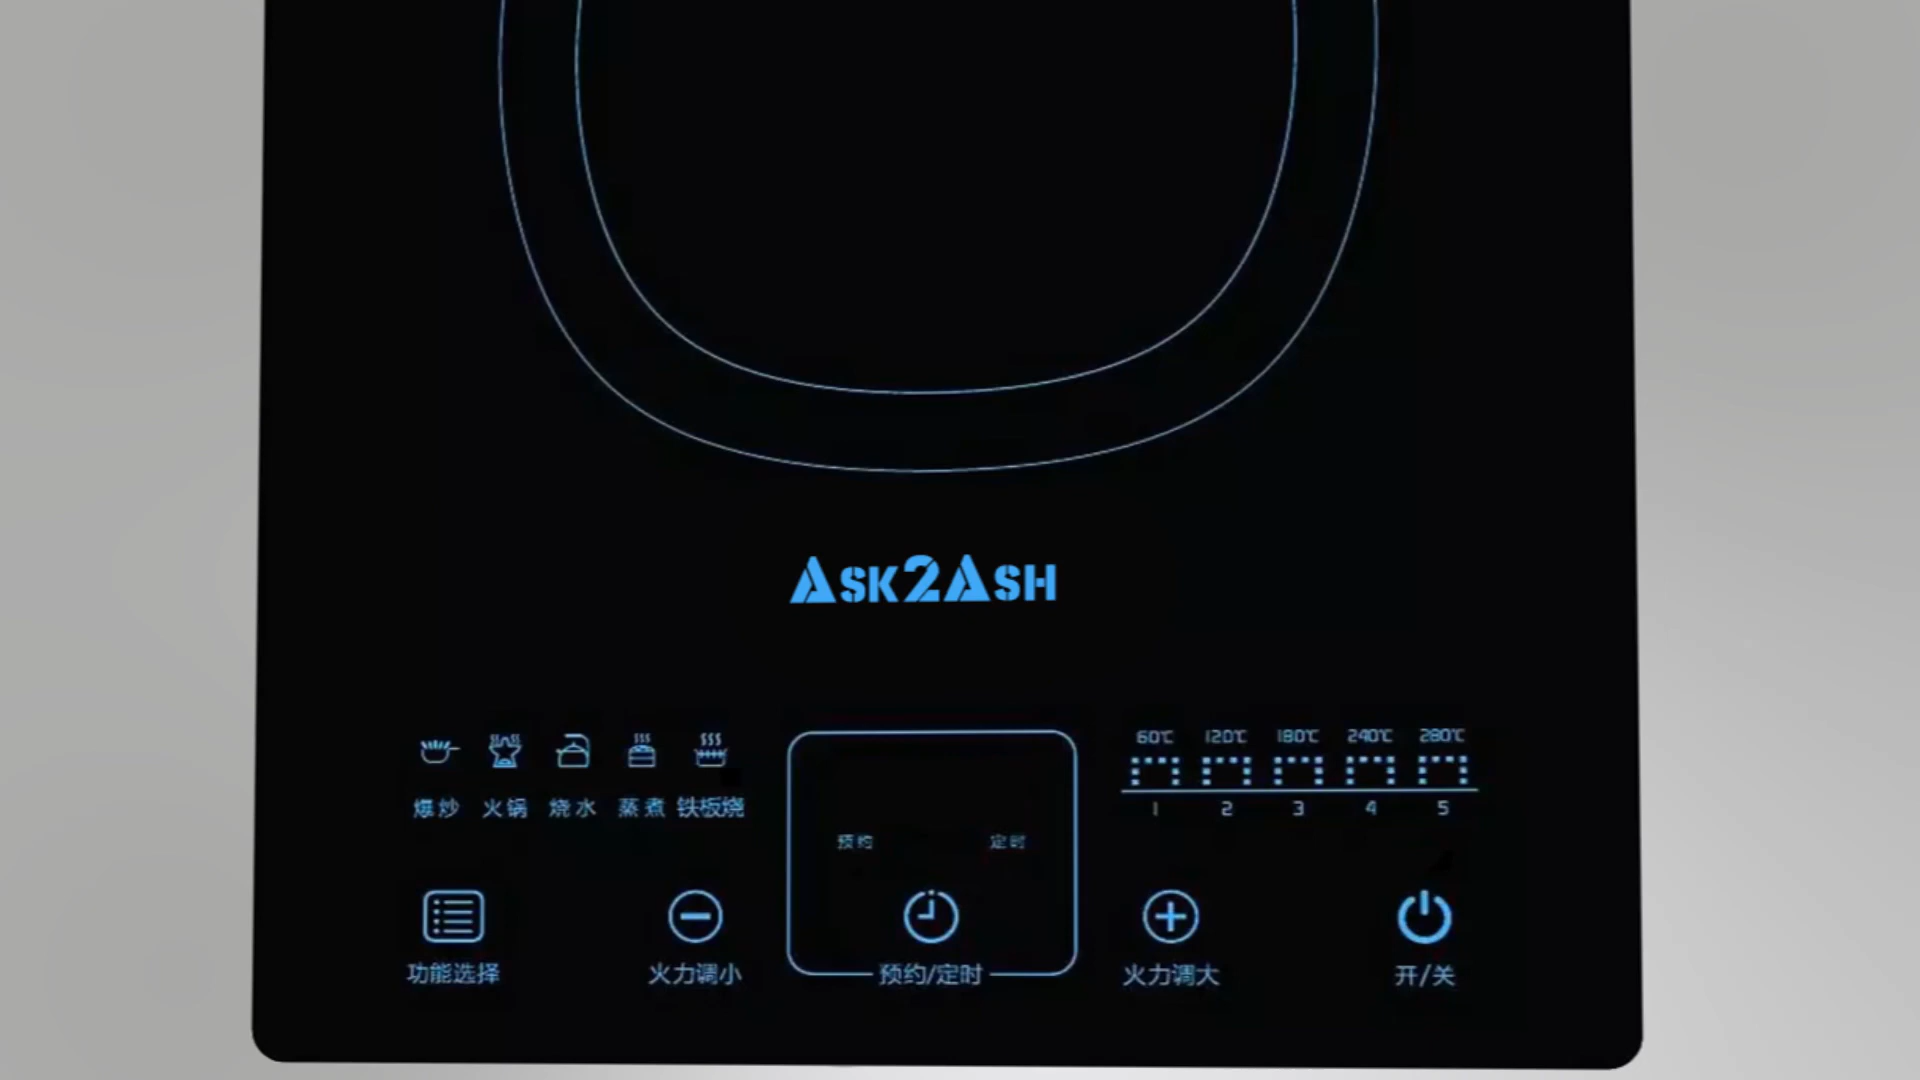 ASK2ASH
60℃ 120℃ 180℃ 240℃ 280℃
爆炒 火锅 烧水 蒸煮 铁板烧
1 2 3 4 5
预约 定时
功能选择 火力调小 预约/定时 火力调大 开/关